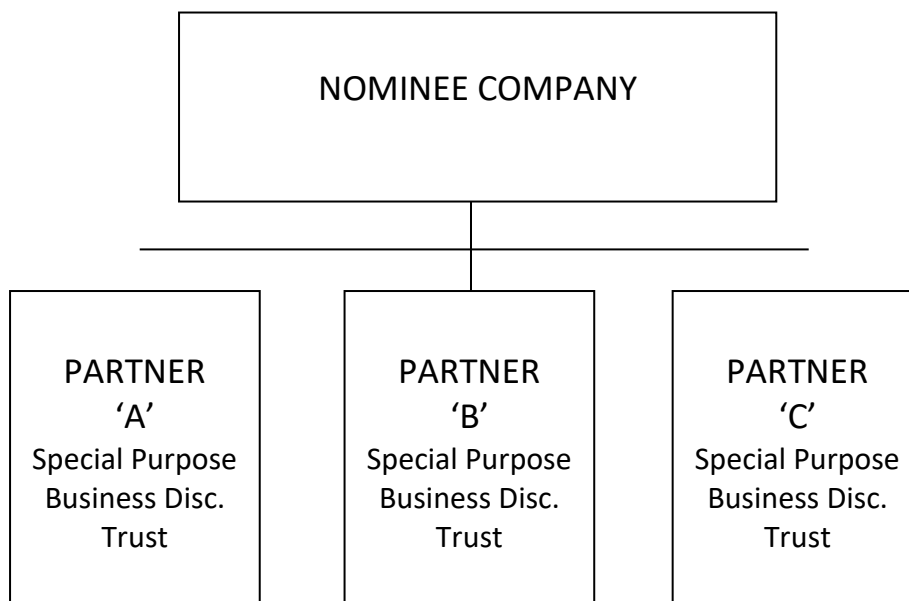 NOMINEE COMPANY
PARTNER
‘A’
Special Purpose
Business Disc.
Trust
PARTNER
‘B’
Special Purpose
Business Disc.
Trust
PARTNER
‘C’
Special Purpose
Business Disc.
Trust